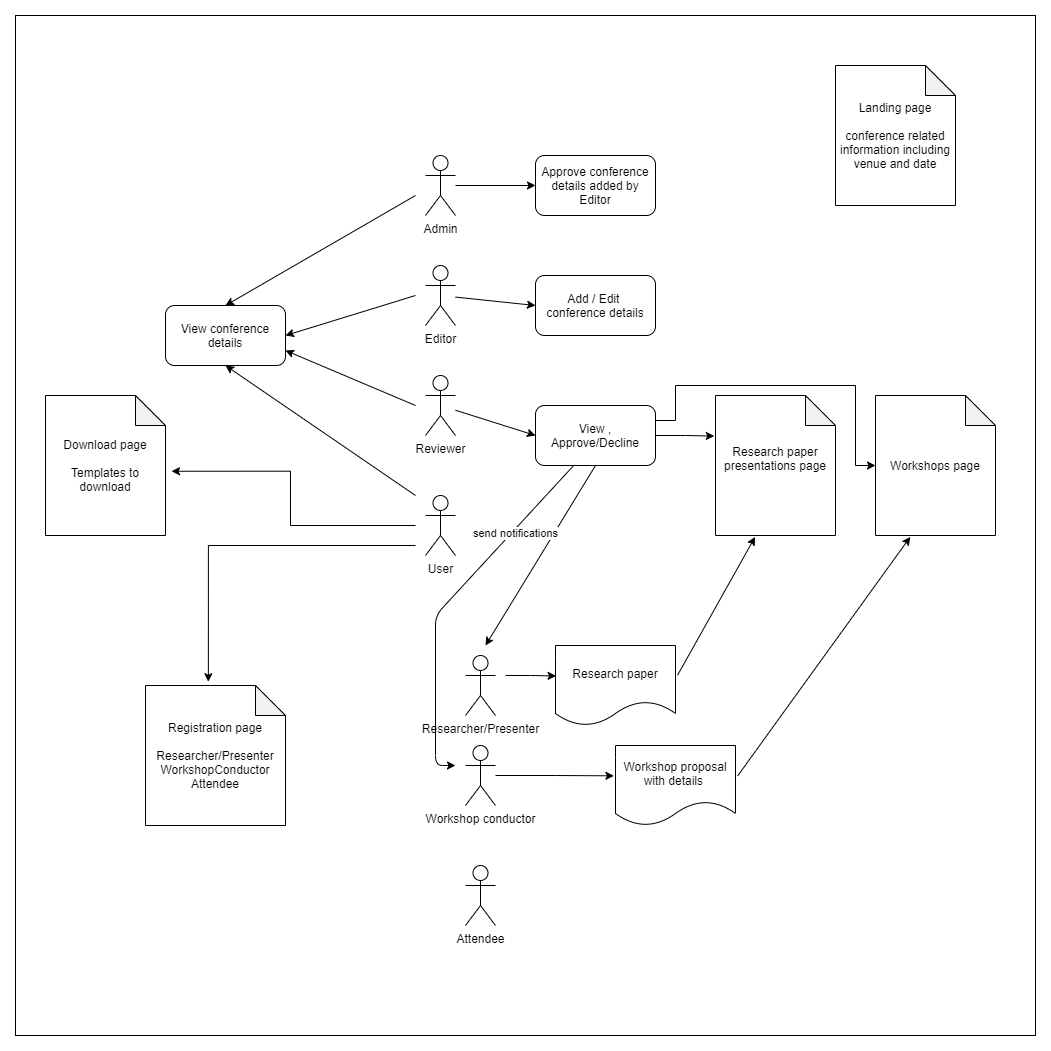 Landing page
conference related
information including
venue and date
Approve conference
details added by
Editor
Admin
Add / Edit
conference details
View conference
details
Editor
View ,
Approve/Decline
Reviewer
Download page
Templates to
download
Research paper
presentations page
Workshops page
send notifications
User
Research paper
Researcher/Presenter
Registration page
Researcher/Presenter
WorkshopConductor
Attendee
Workshop proposal
with details
Workshop conductor
Attendee